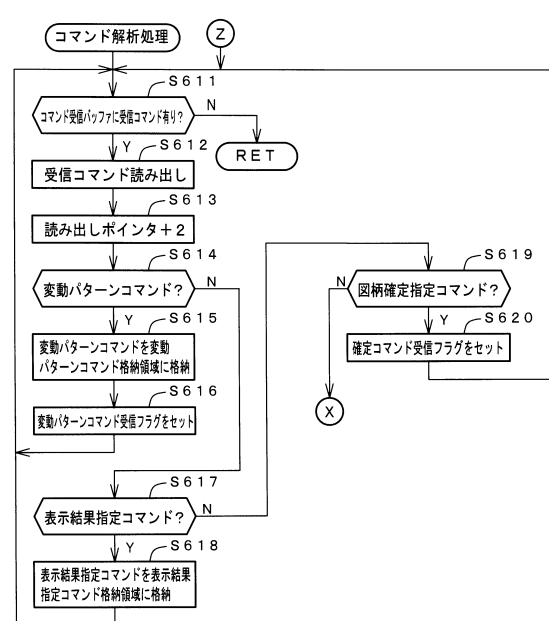 コマンド解析処理
Z
S611
コマンド受信バッファに受信コマンド有り?
N
Y
RET
S612
受信コマンド読み出し
S613
読み出しポインタ+2
S614
変動パターンコマンド?
N
Y
S615
変動パターンコマンドを変動
パターンコマンド格納領域に格納
S616
変動パターンコマンド受信フラグをセット
S617
表示結果指定コマンド?
N
Y
S618
表示結果指定コマンドを表示結果
指定コマンド格納領域に格納
S619
図柄確定指定コマンド?
N
Y
S620
確定コマンド受信フラグをセット
X